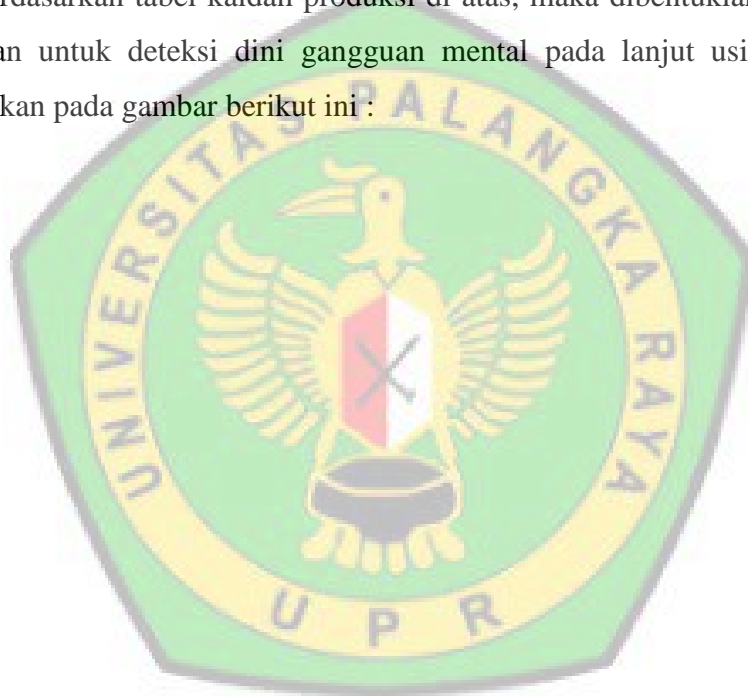 rdasarkan tabel kaidah produksi di atas, maka dibentukla
an untuk deteksi dini gangguan mental pada lanjut usi
kan pada gambar berikut ini :
UNIVERSITAS PALANGKA RAYA
UPR